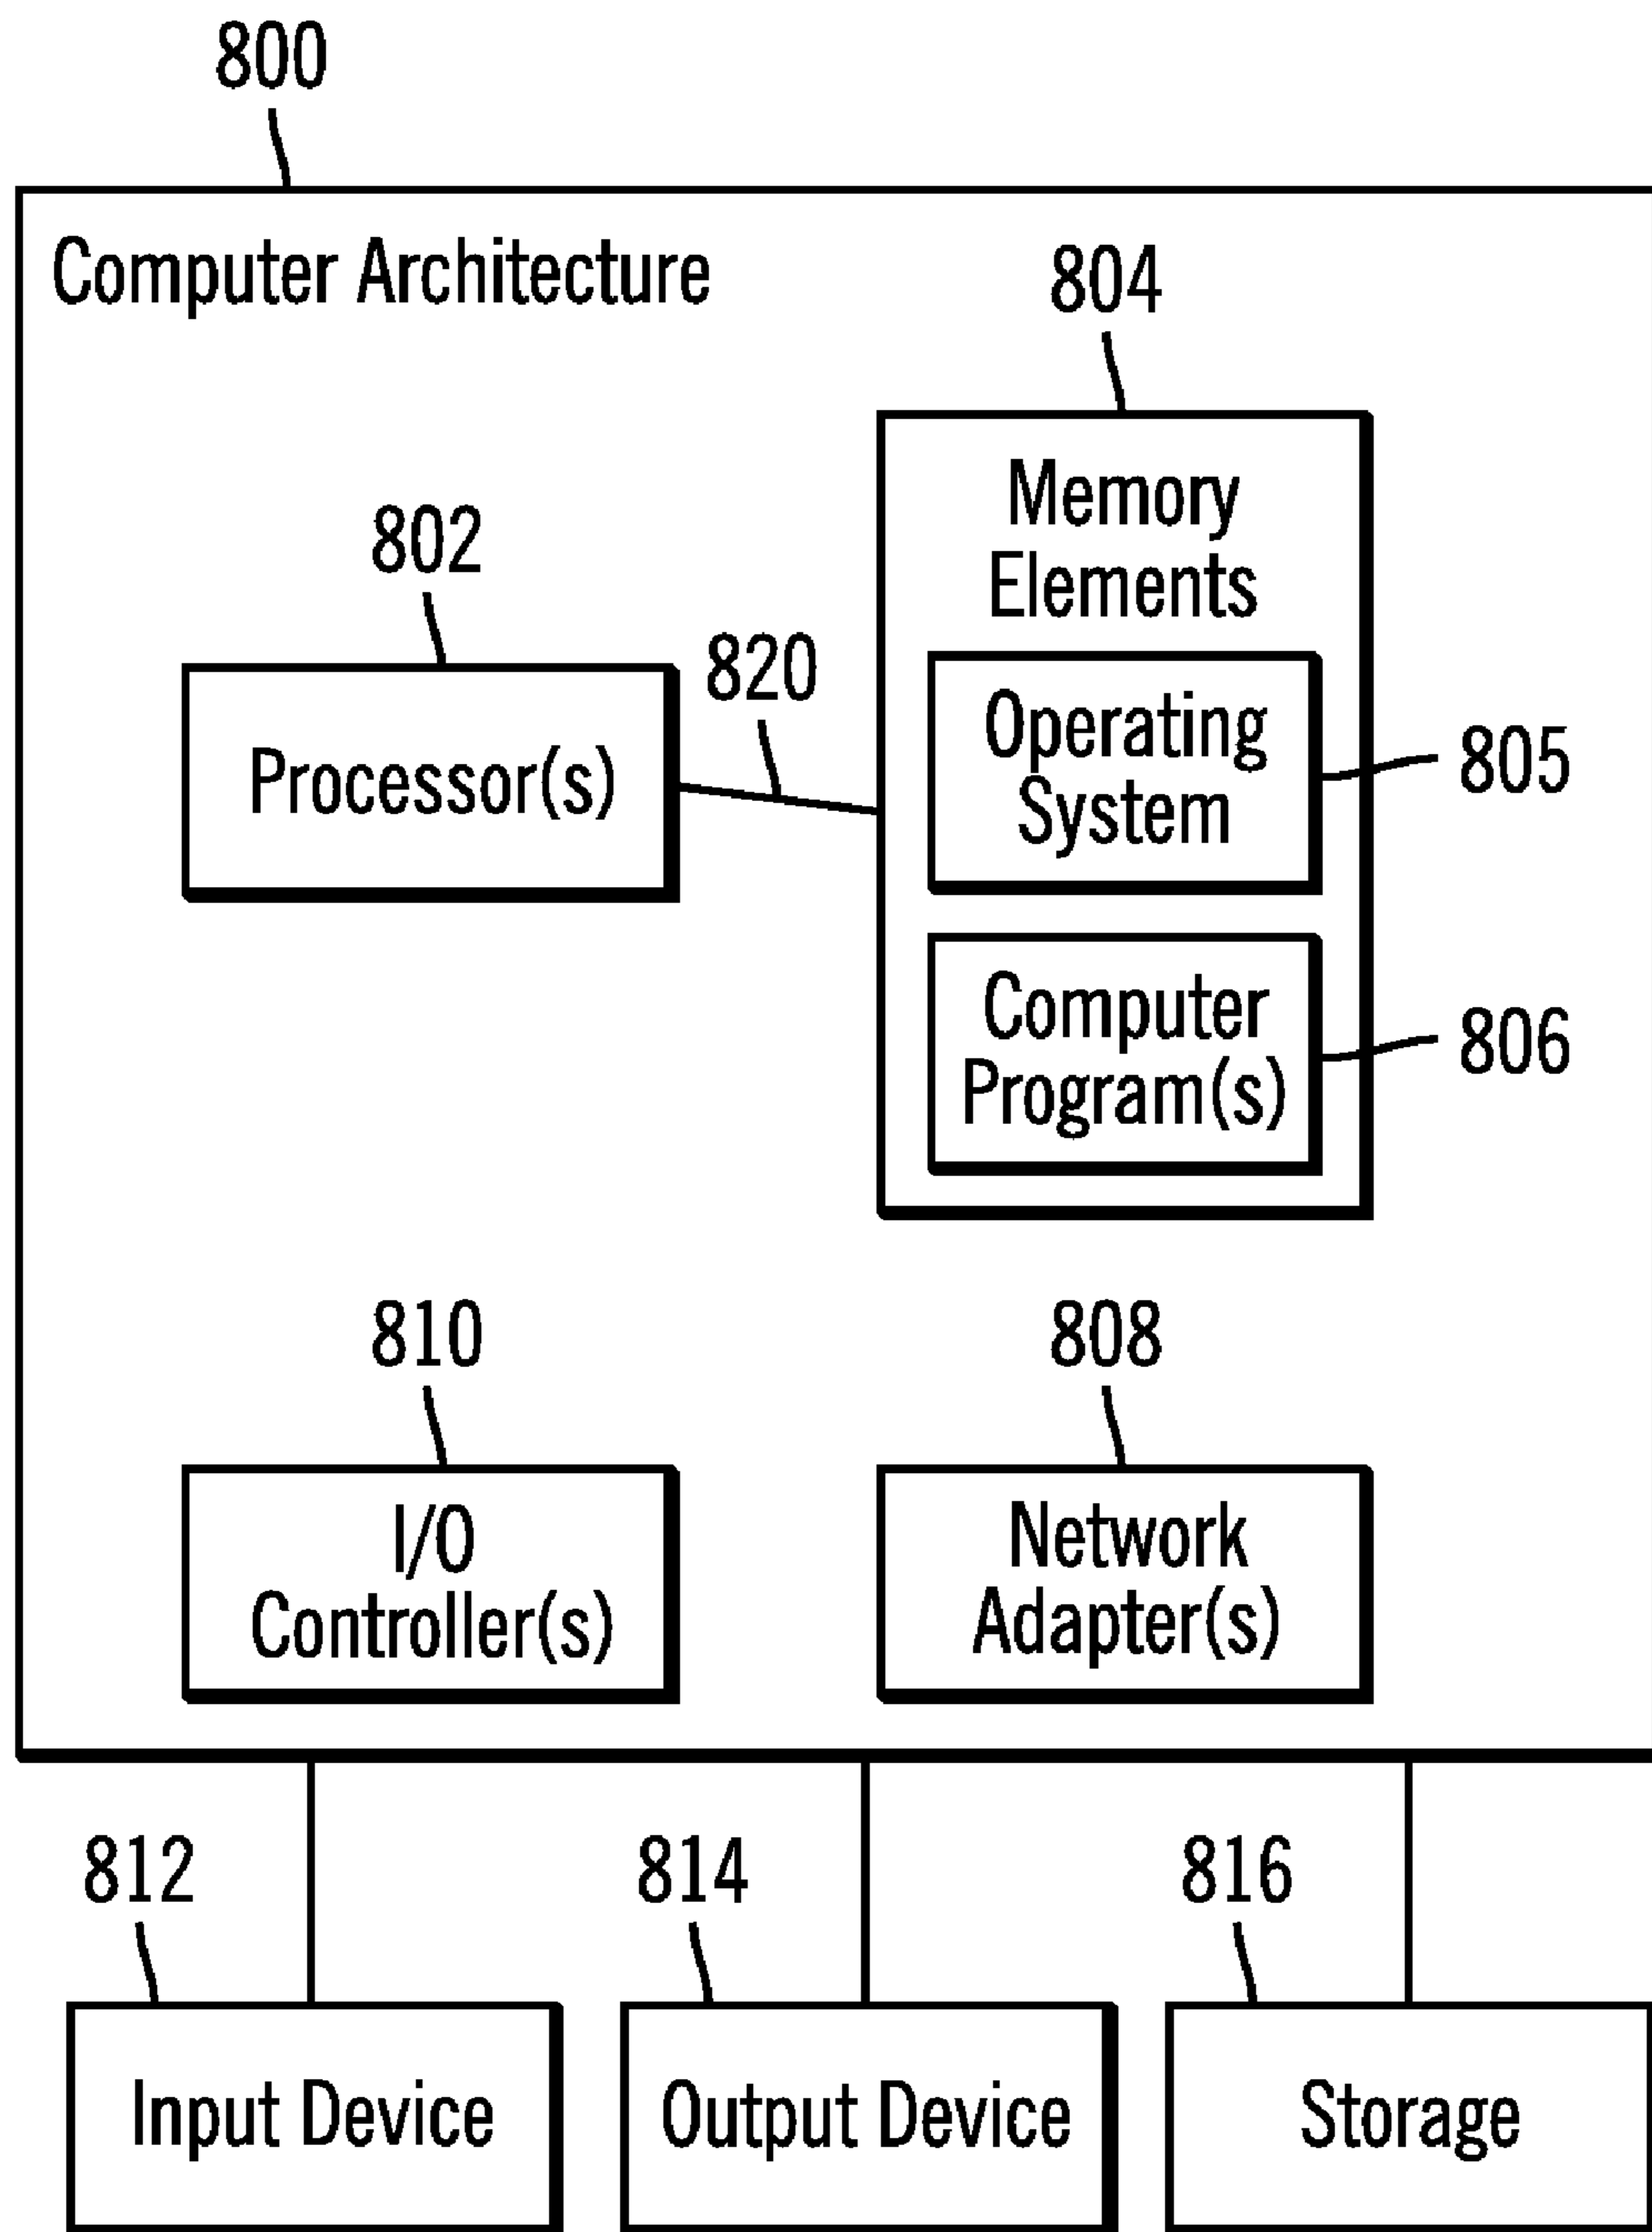 800
Computer Architecture
804
Memory
Elements
802
820
Processor(s)
Operating
System
805
Computer
Program(s)
806
810
808
I/O
Controller(s)
Network
Adapter(s)
812
814
816
Input Device
Output Device
Storage